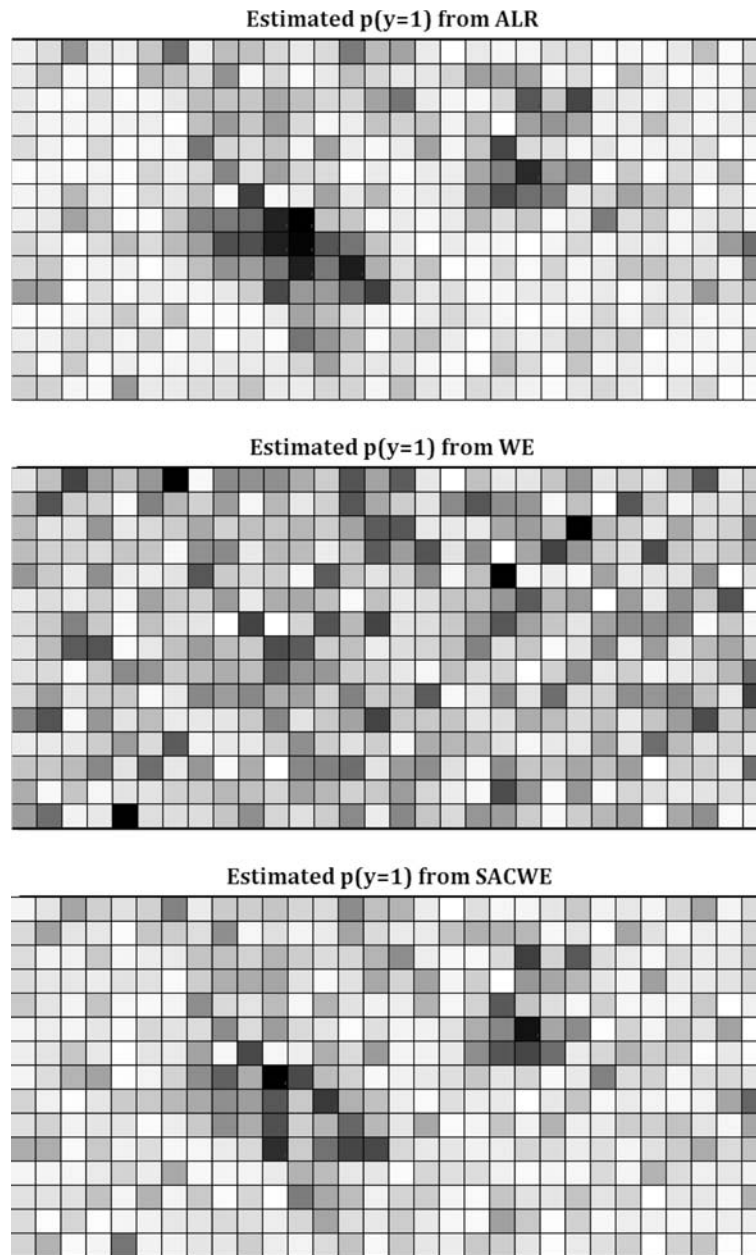 Estimated p(y=1) from ALR
Estimated p(y=1) from WE
Estimated p(y=1) from SACWE